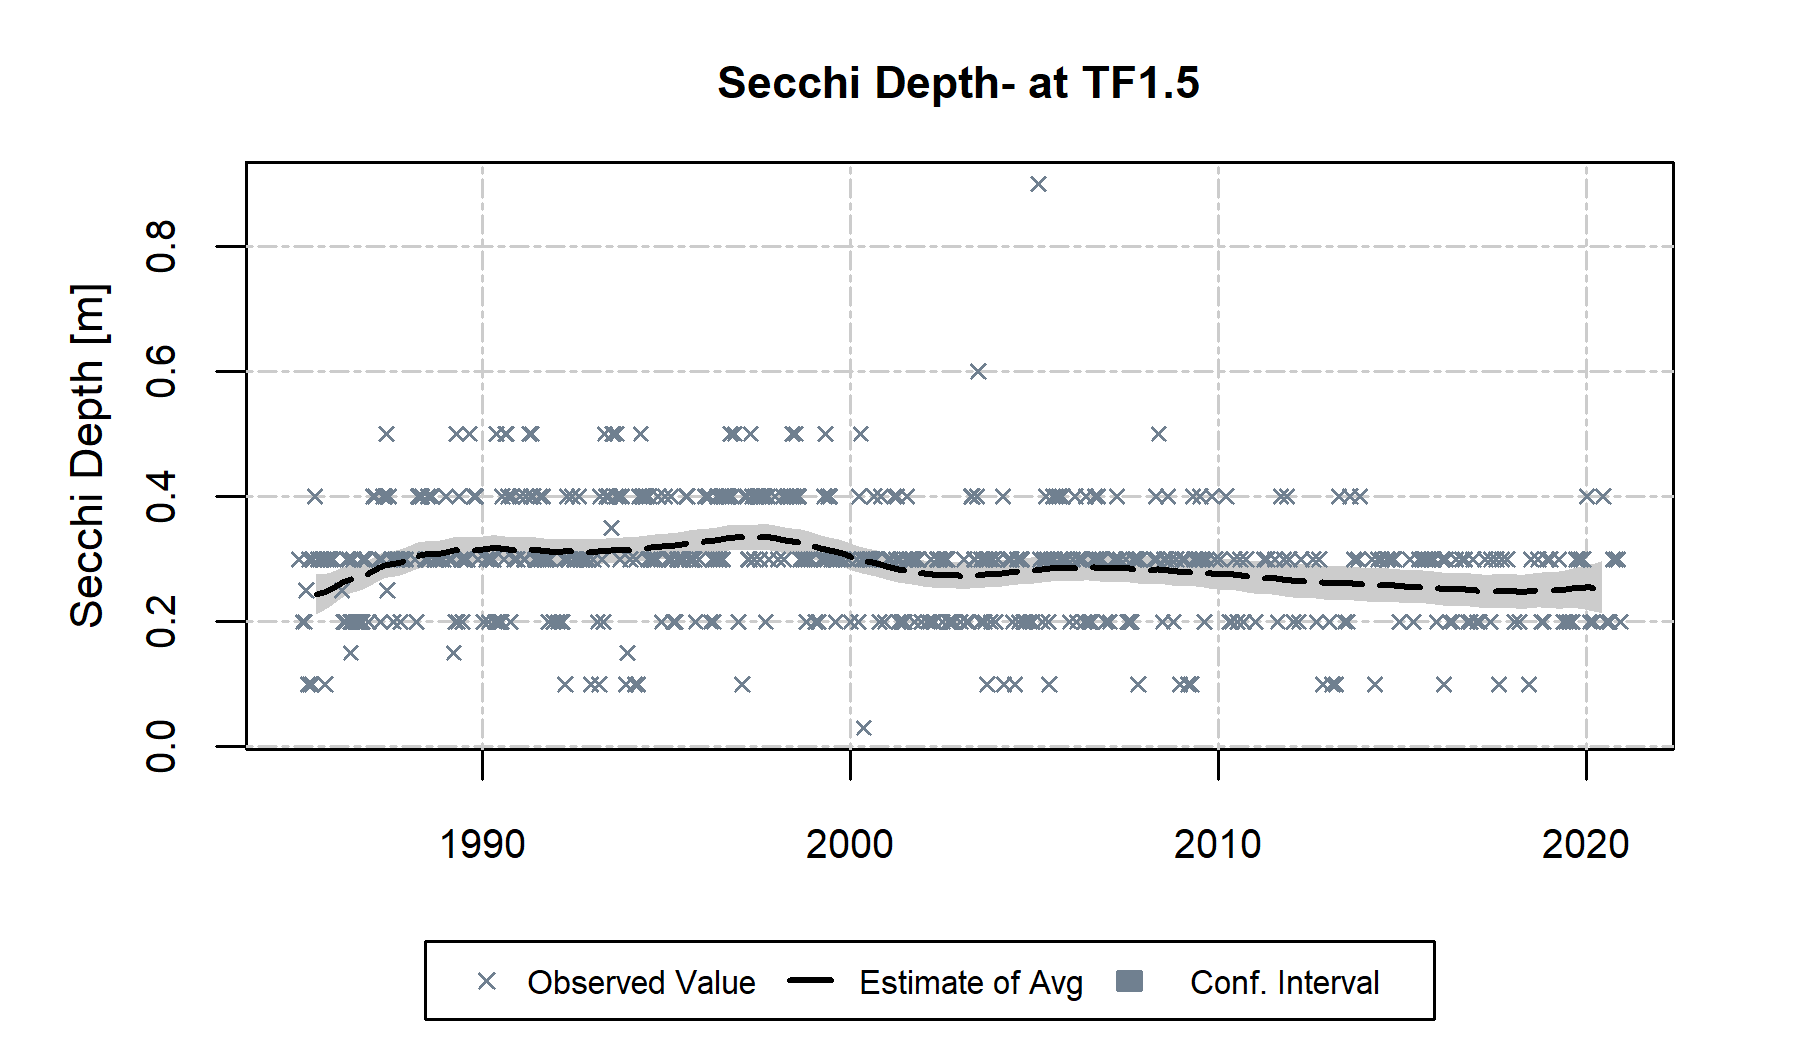 Secchi Depth- at TF1.5
Secchi Depth [m]
0.8
0.6
0.4
0.2
0.0
1990 2000 2010 2020
Observed Value Estimate of Avg Conf. Interval